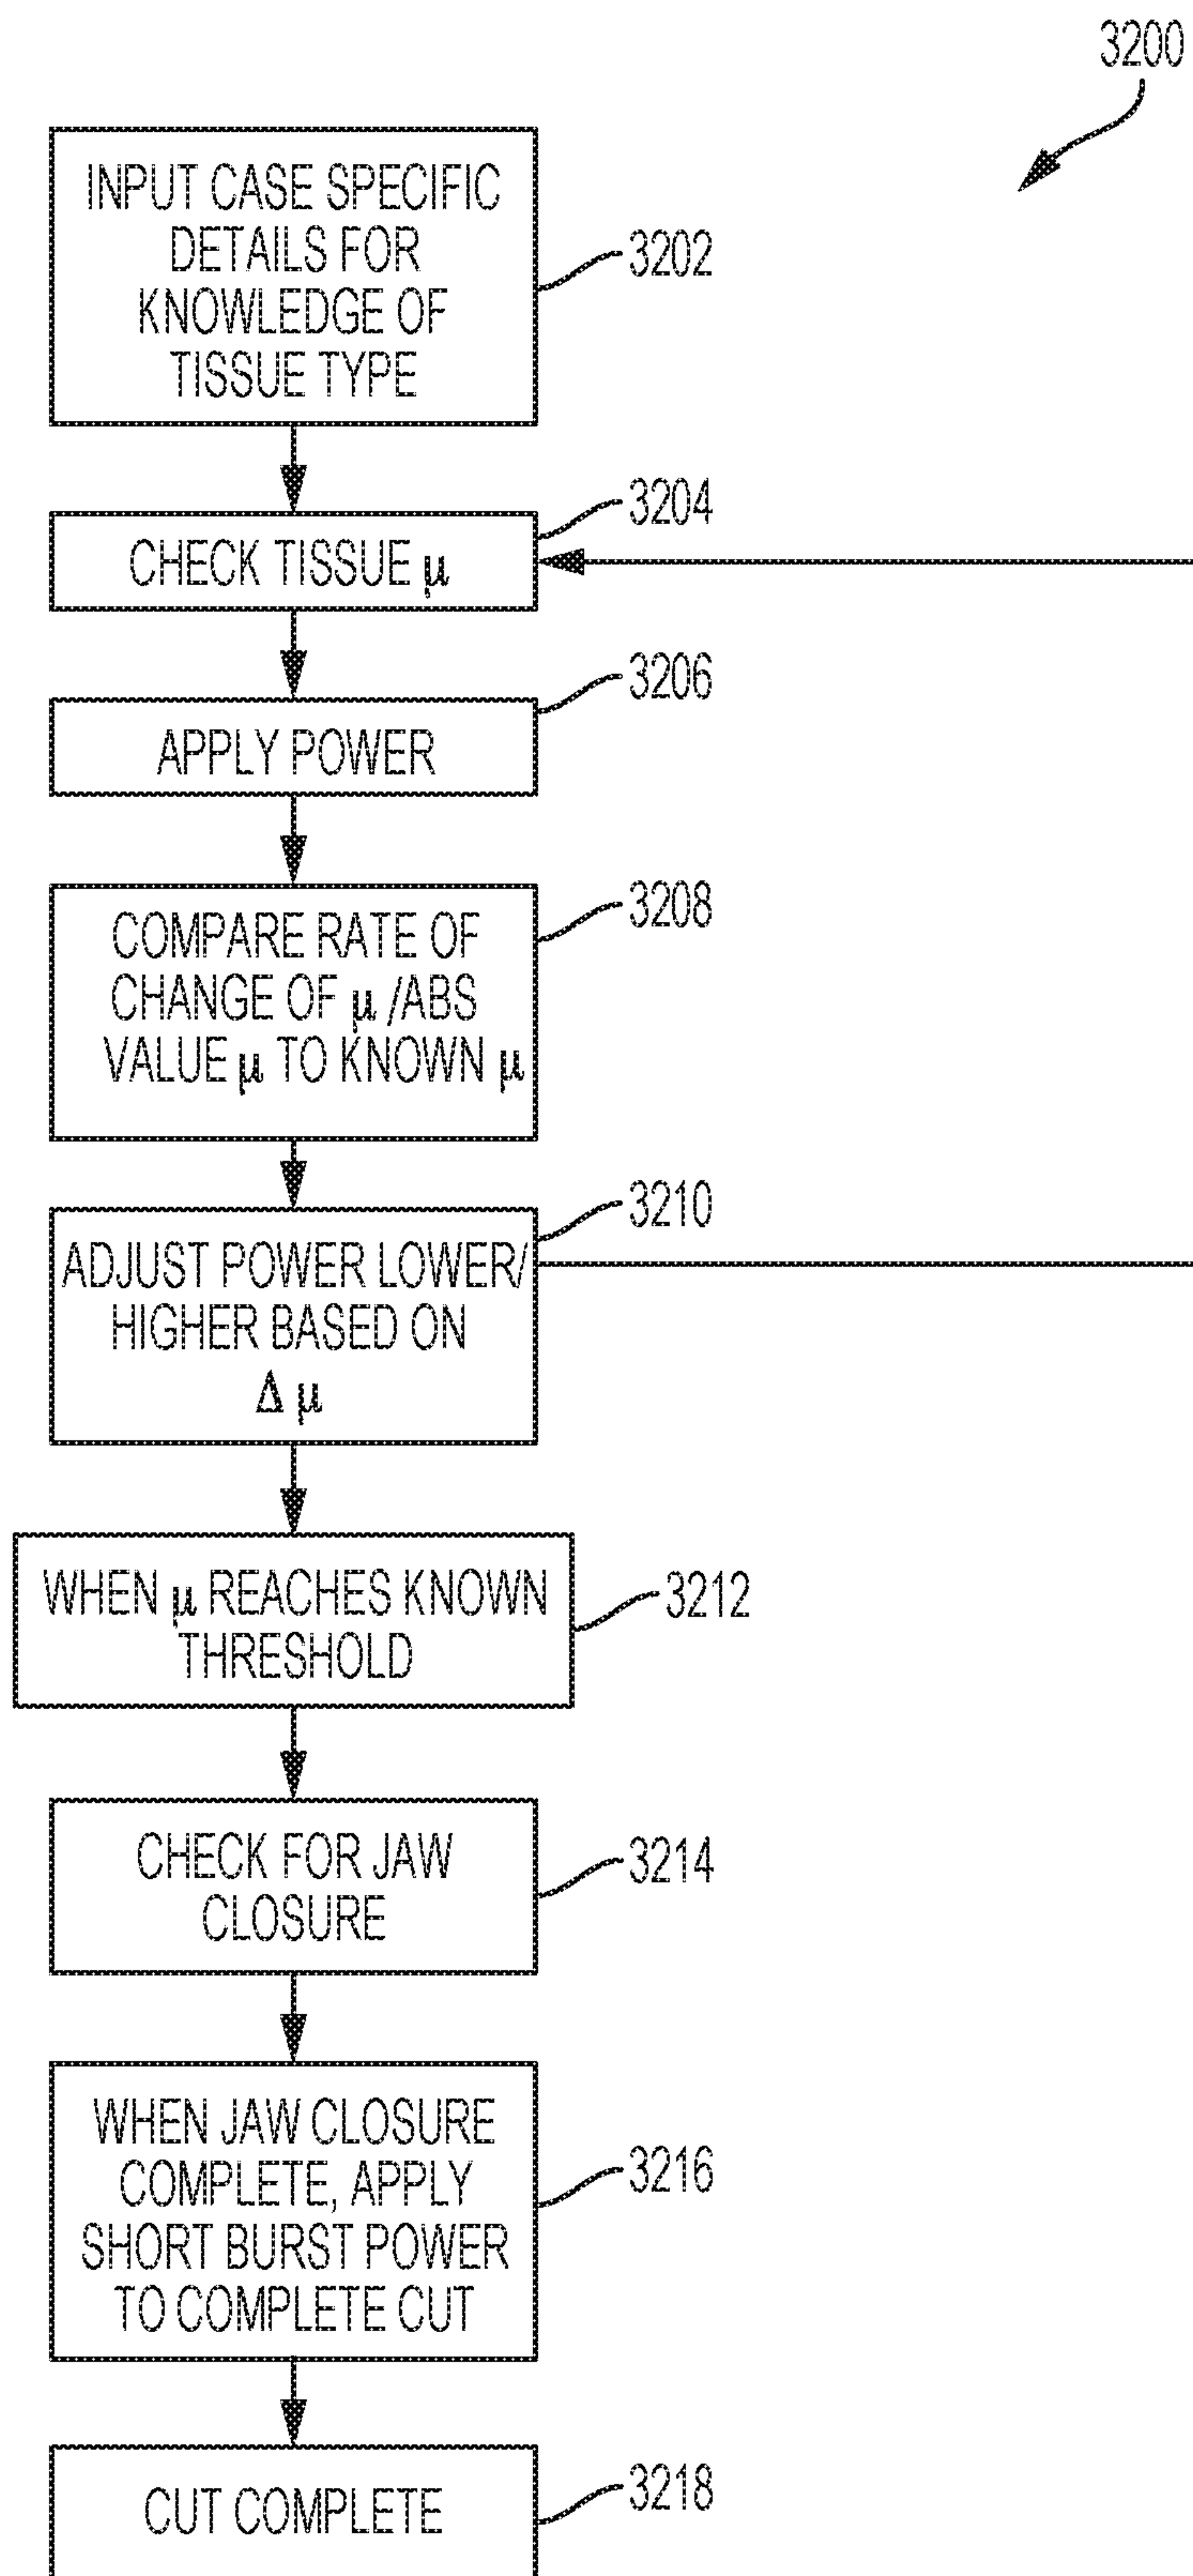 3200
INPUT CASE SPECIFIC
DETAILS FOR
KNOWLEDGE OF
TISSUE TYPE
3202
CHECK TISSUE μ
3204
APPLY POWER
3206
COMPARE RATE OF
CHANGE OF μ /ABS
VALUE μ TO KNOWN μ
3208
ADJUST POWER LOWER/
HIGHER BASED ON
Δ μ
3210
WHEN μ REACHES KNOWN
THRESHOLD
3212
CHECK FOR JAW
CLOSURE
3214
WHEN JAW CLOSURE
COMPLETE, APPLY
SHORT BURST POWER
TO COMPLETE CUT
3216
CUT COMPLETE
3218